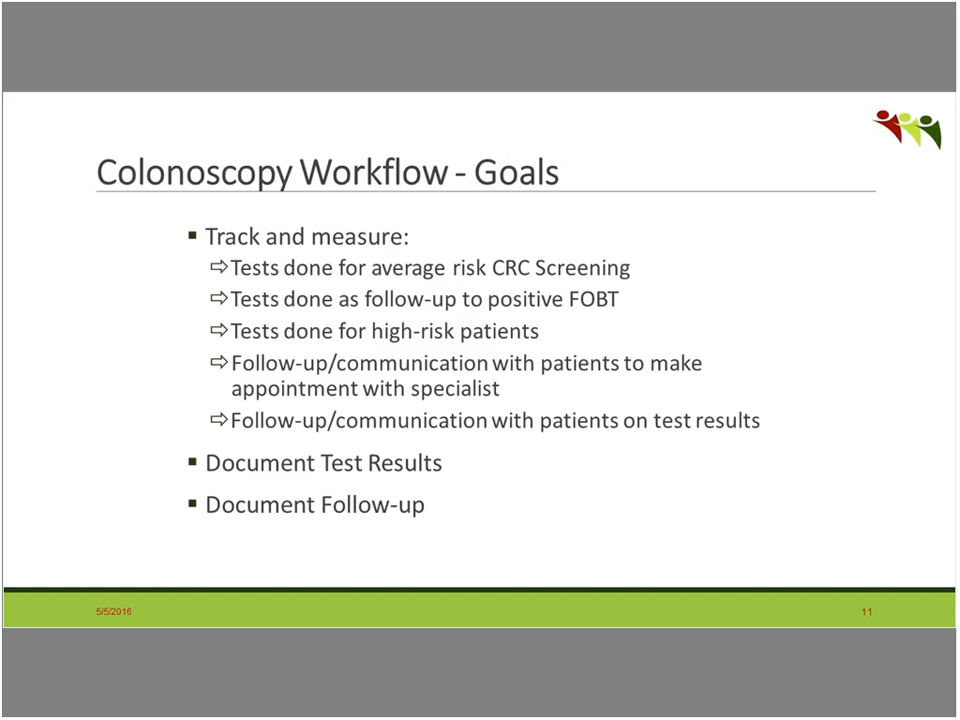 Colonoscopy Workflow - Goals
▪ Track and measure:
⇨Tests done for average risk CRC Screening
⇨Tests done as follow-up to positive FOBT
⇨Tests done for high-risk patients
⇨Follow-up/communication with patients to make
appointment with specialist
⇨Follow-up/communication with patients on test results
▪ Document Test Results
▪ Document Follow-up
5/5/2016
11